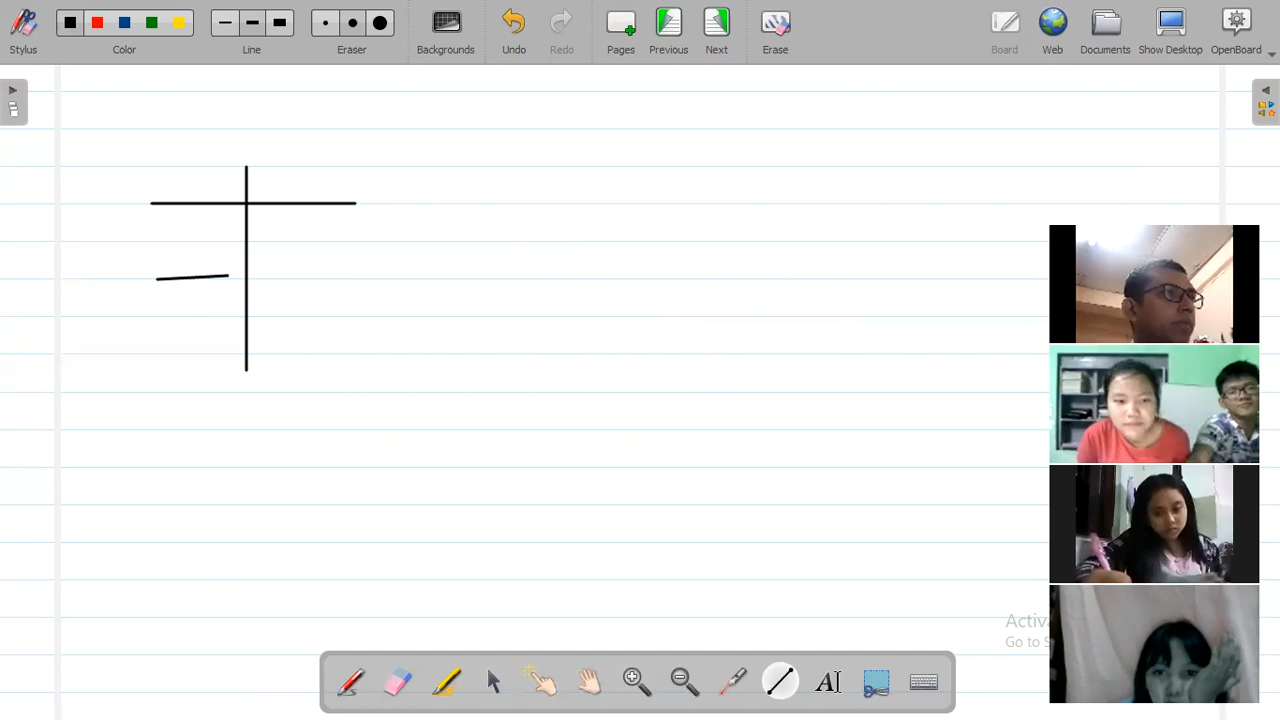 Stylus Color Line Eraser Backgrounds Undo Redo Pages Previous Next Erase Board Web Documents Show Desktop OpenBoard
Activ
Go to S
A